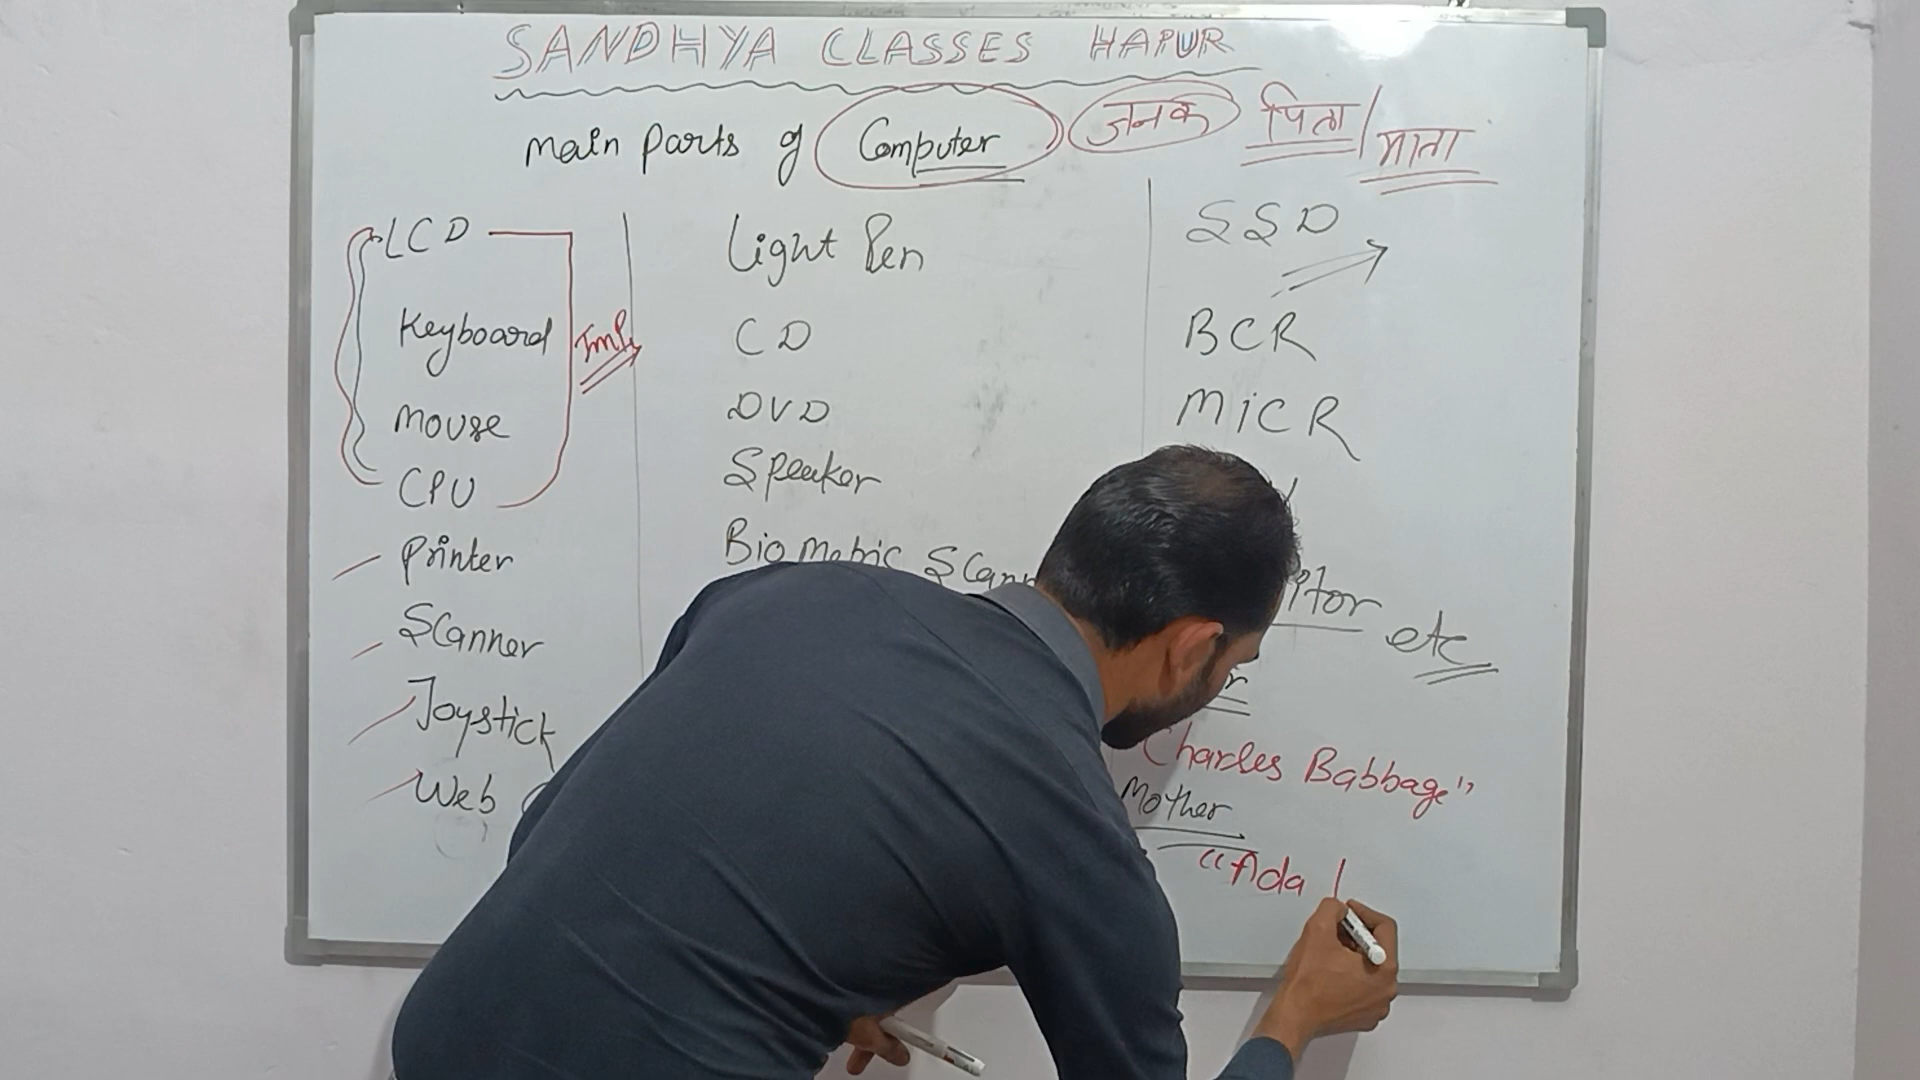 SANDHYA CLASSES HAPUR
main parts of Computer जनक पिता/माता
LCD
Keyboard
Imp
Mouse
CPU
Printer
Scanner
Joystick
Web
Light Pen
CD
DVD
Speaker
Biometric
SSD
BCR
MICR
etc
Charles Babbage"
Mother
"Ada